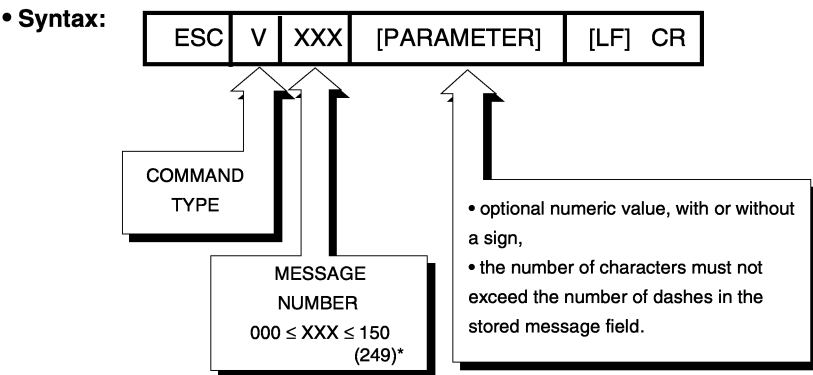 • Syntax:
ESC V XXX [PARAMETER] [LF] CR
COMMAND
TYPE
MESSAGE
NUMBER
000 ≤ XXX ≤ 150
(249)*
• optional numeric value, with or without
a sign,
• the number of characters must not
exceed the number of dashes in the
stored message field.